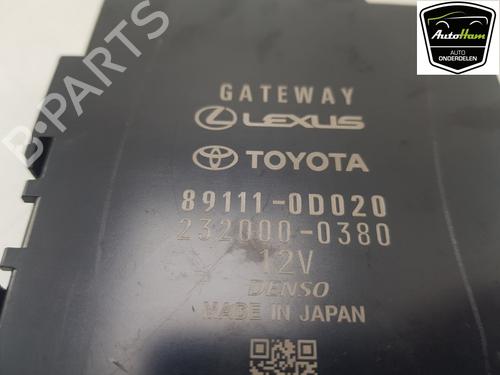 AutoHam
AUTO
ONDERDELEN
B-PARTS
GATEWAY
LEXUS
TOYOTA
89111-0D020
232000-0380
12V
DENSO
MADE IN JAPAN